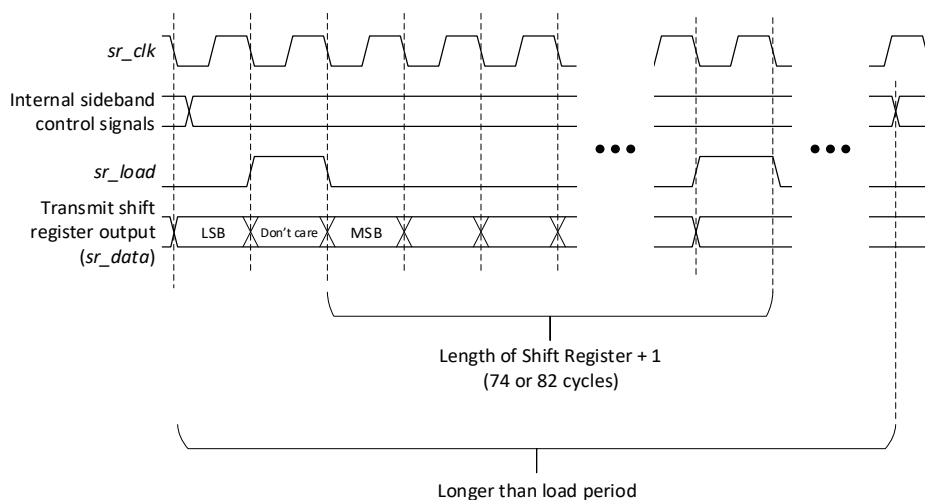 sr_clk
Internal sideband
control signals
sr_load
Transmit shift
register output
(sr_data)
LSB
Don’t care
MSB
Length of Shift Register + 1
(74 or 82 cycles)
Longer than load period